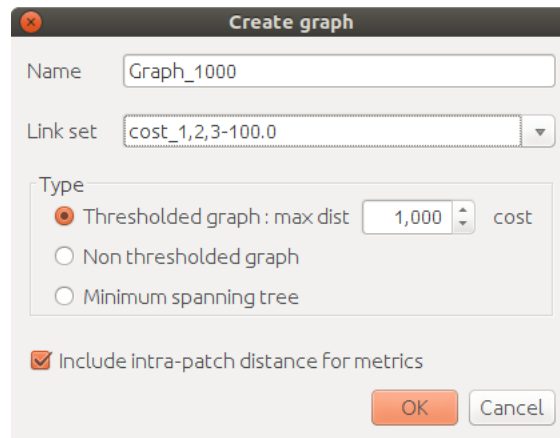 Create graph
Name Graph_1000
Link set cost_1,2,3-100.0
Type
Thresholded graph : max dist 1,000 cost
Non thresholded graph
Minimum spanning tree
Include intra-patch distance for metrics
OK Cancel